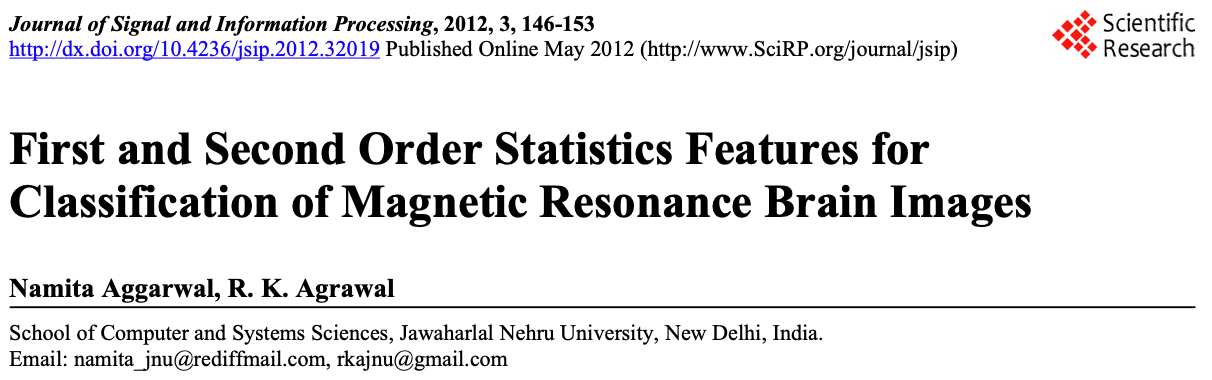 Journal of Signal and Information Processing, 2012, 3, 146-153
http://dx.doi.org/10.4236/jsip.2012.32019 Published Online May 2012 (http://www.SciRP.org/journal/jsip)
Scientific
Research
First and Second Order Statistics Features for
Classification of Magnetic Resonance Brain Images
Namita Aggarwal, R. K. Agrawal
School of Computer and Systems Sciences, Jawaharlal Nehru University, New Delhi, India.
Email: namita_jnu@rediffmail.com, rkajnu@gmail.com